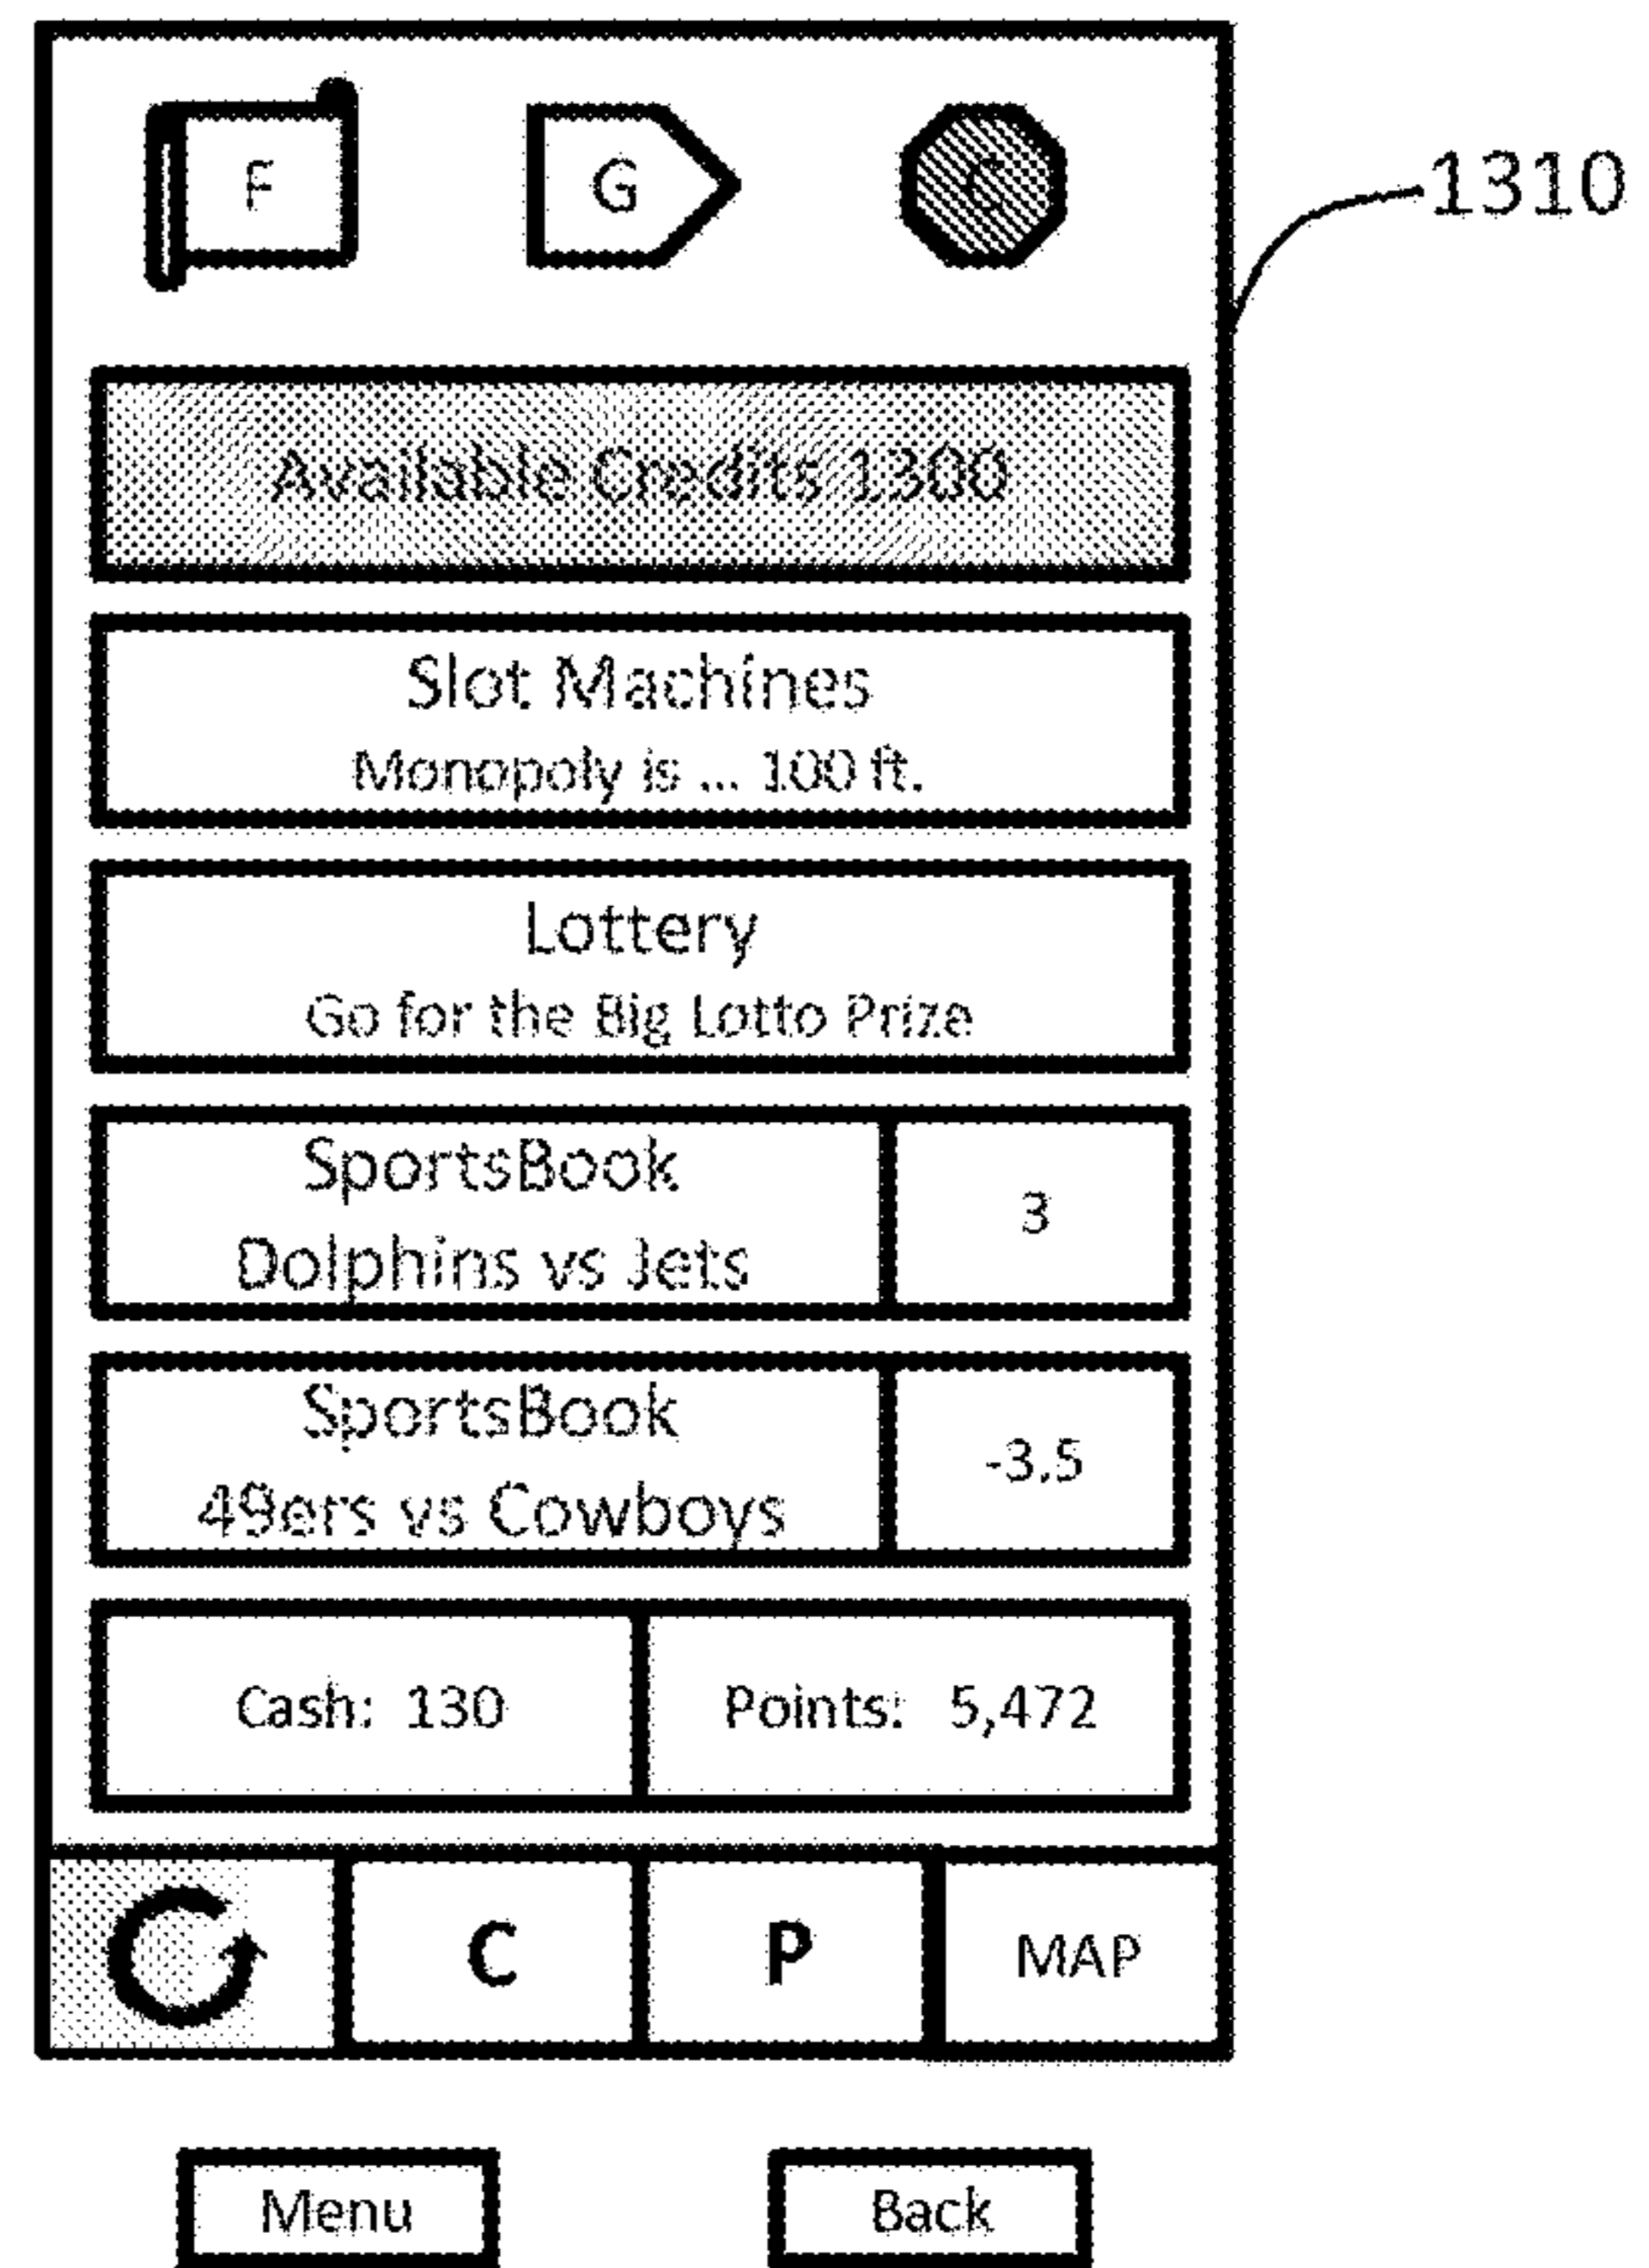 F G C
1310
Available Credits 1300
Slot Machines
Monopoly is ... 100 ft.
Lottery
Go for the Big Lotto Prize
SportsBook
Dolphins vs Jets
3
SportsBook
49ers vs Cowboys
-3.5
Cash: 130
Points: 5,472
C P MAP
Menu Back